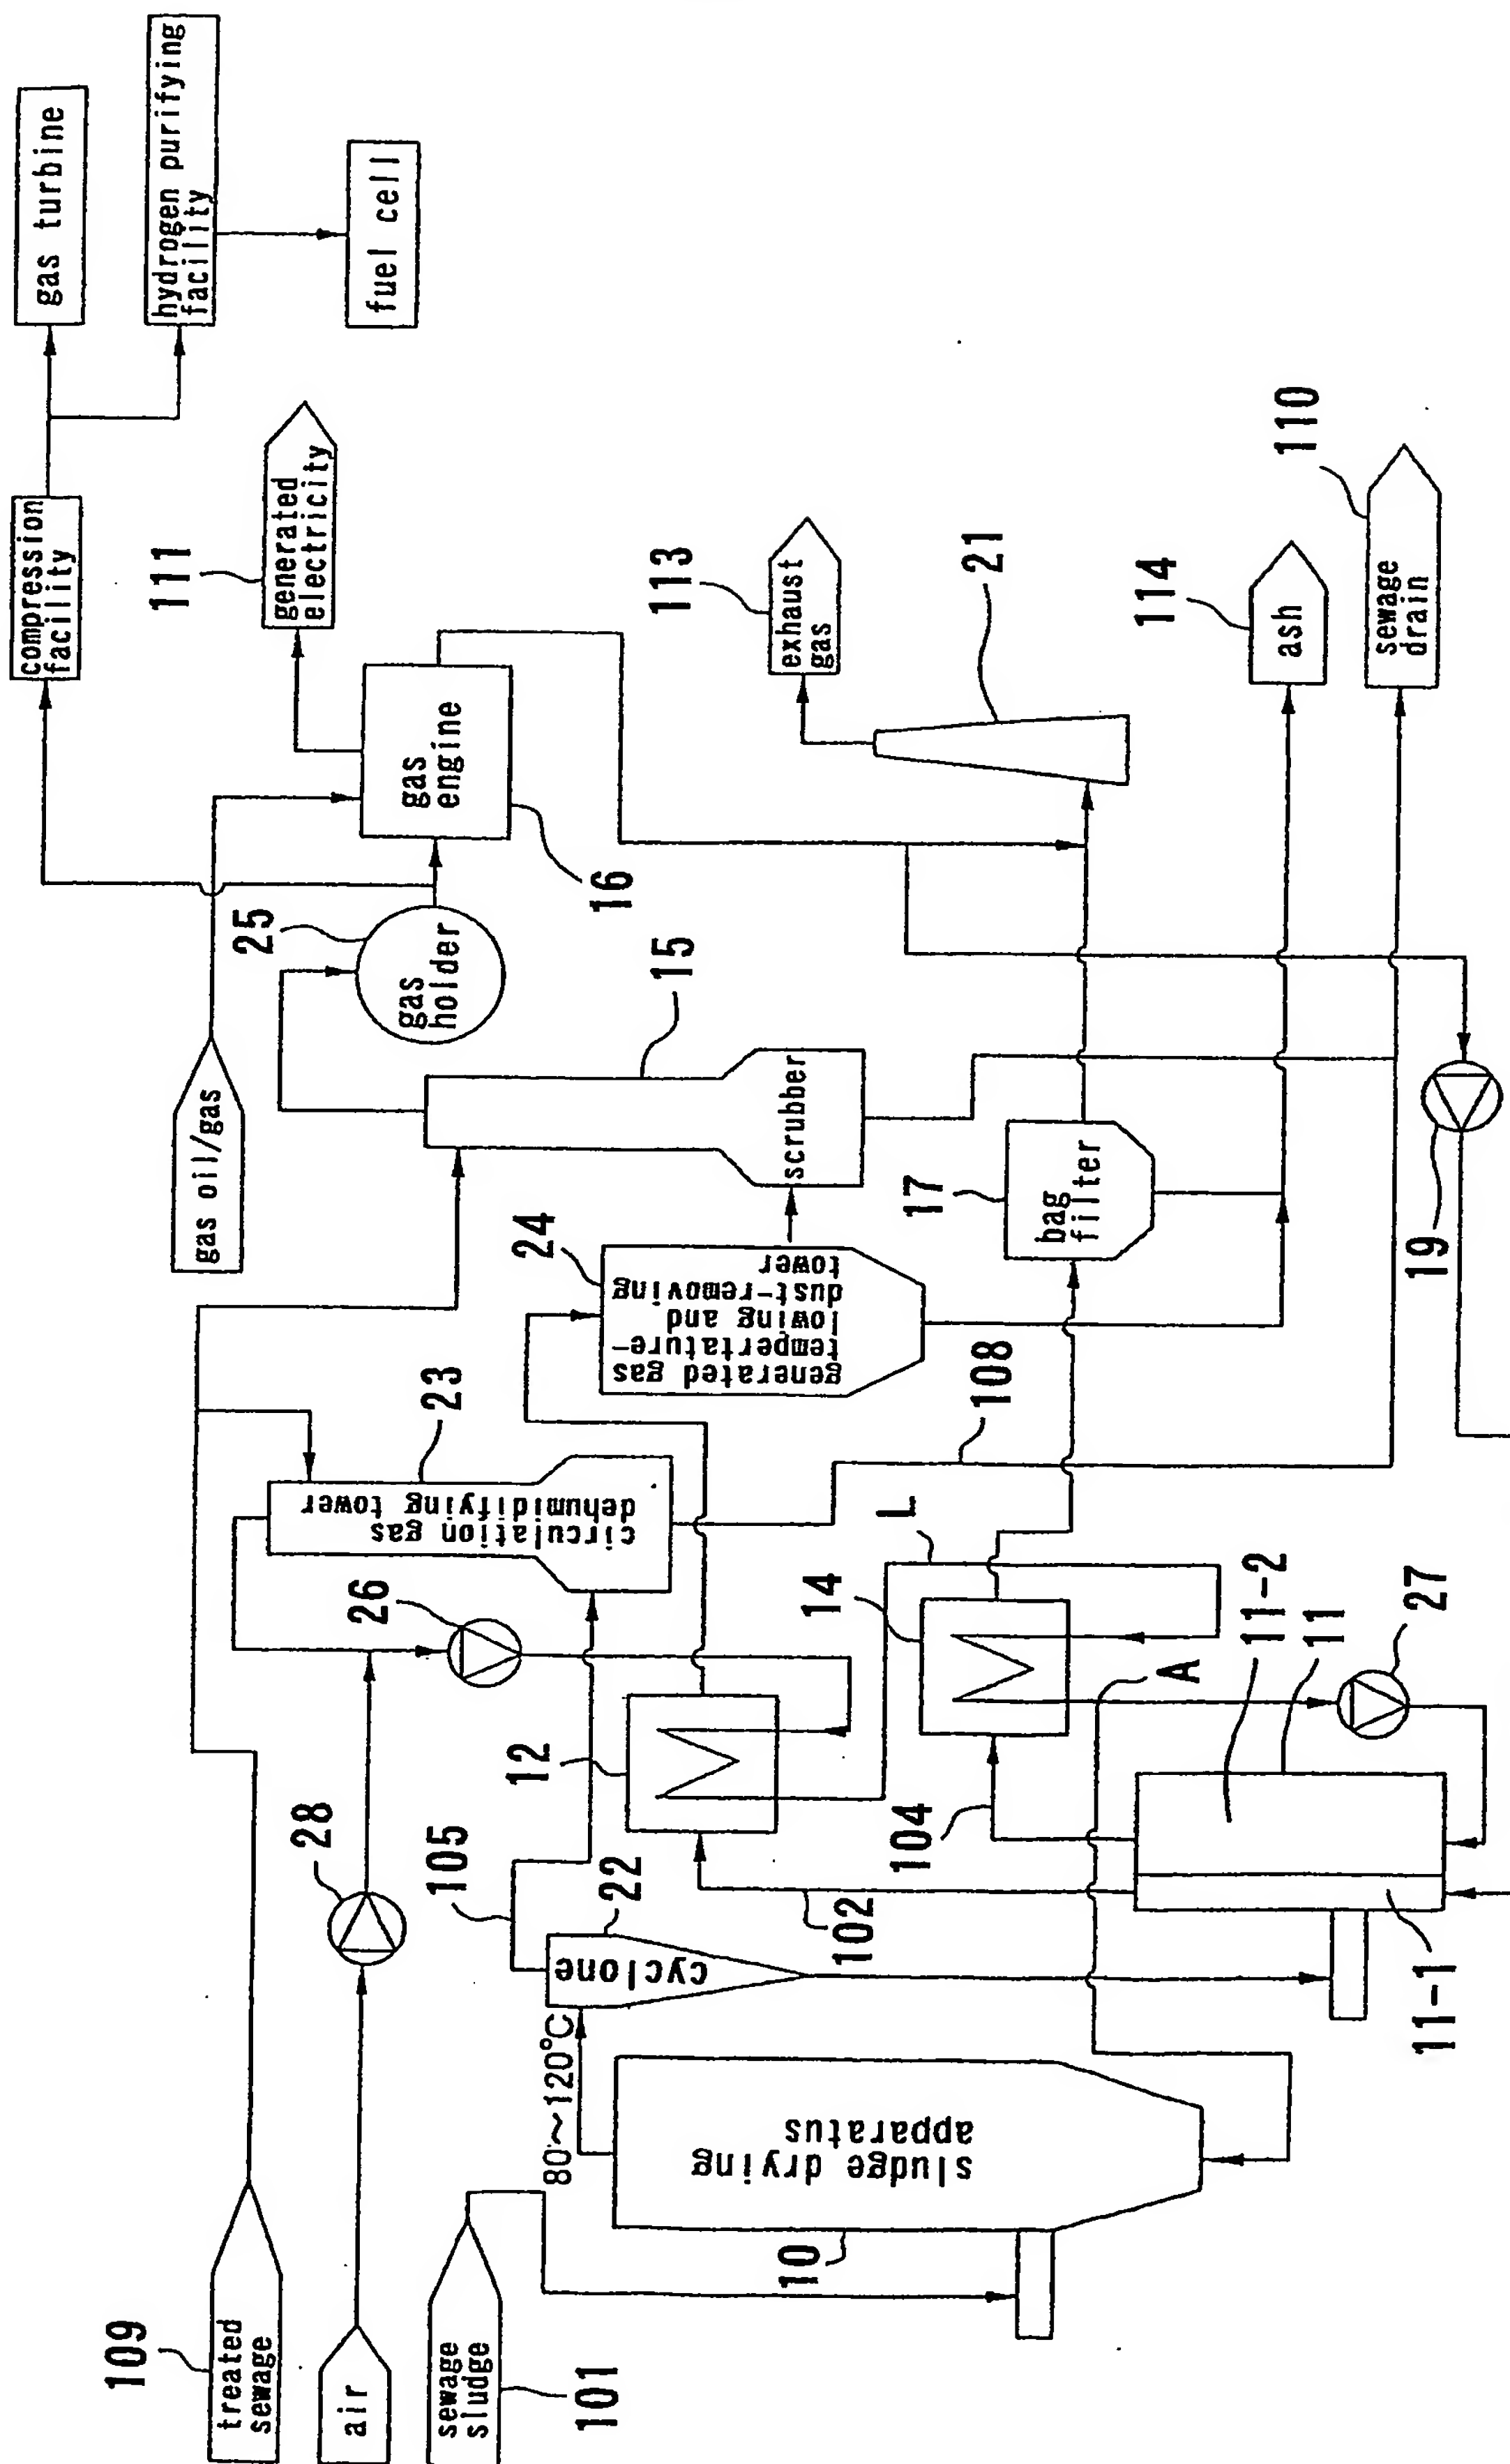 gas turbine
hydrogen purifying
facility
fuel cell
compression
facility
111
generated
electricity
gas
engine
16
113
exhaust
gas
21
114
ash
110
sewage
drain
25
gas
holder
gas oil/gas
15
scrubber
17
bag
filter
19
24
generated gas
tempertature-
lowing and
dust-removing
tower
108
23
circulation gas
dehumidifying tower
L
26
12
14
11-2
11
A
27
28
105
22
cyclone
102
104
11-1
80~120°C
sludge drying
apparatus
10
109
treated
sewage
air
sewage
sludge
101